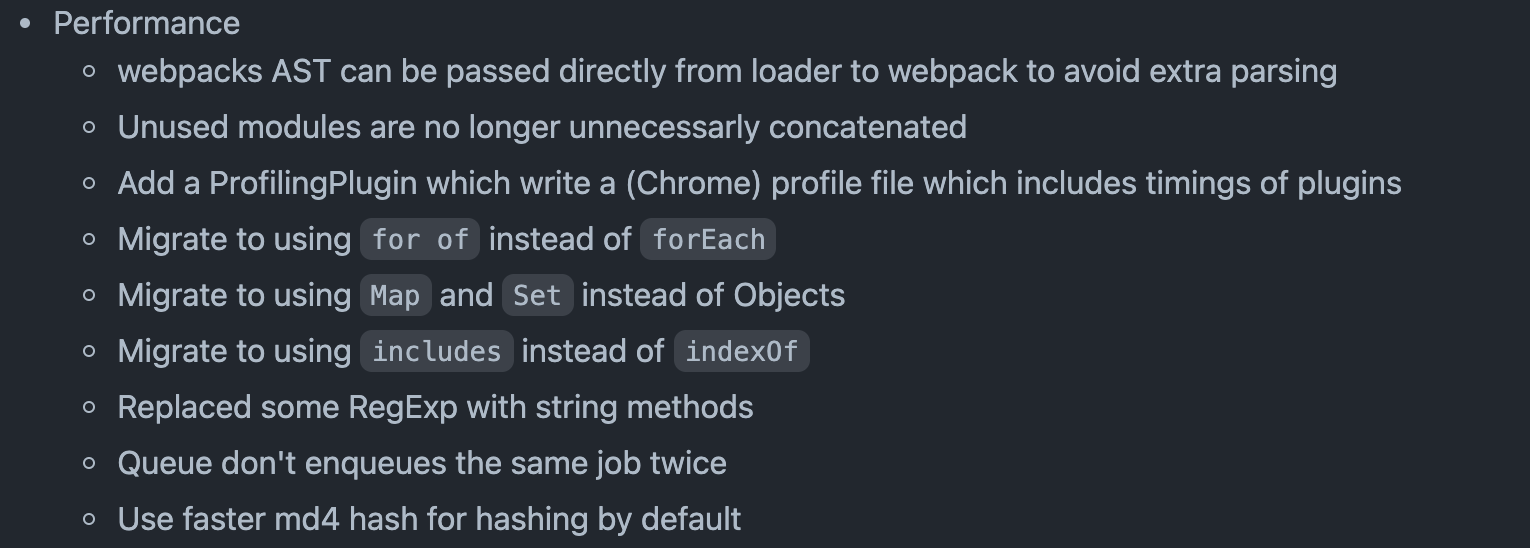 Performance
webpacks AST can be passed directly from loader to webpack to avoid extra parsing
Unused modules are no longer unnecessarly concatenated
Add a ProfilingPlugin which write a (Chrome) profile file which includes timings of plugins
Migrate to using for of instead of forEach
Migrate to using Map and Set instead of Objects
Migrate to using includes instead of indexOf
Replaced some RegExp with string methods
Queue don't enqueues the same job twice
Use faster md4 hash for hashing by default